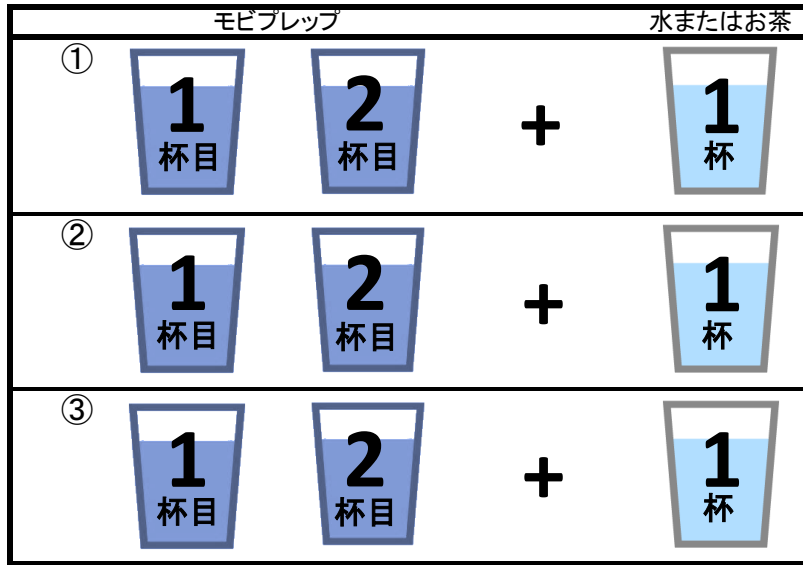 モビプレップ 水またはお茶
①
1 2 + 1
杯目 杯目 杯
②
1 2 + 1
杯目 杯目 杯
③
1 2 + 1
杯目 杯目 杯